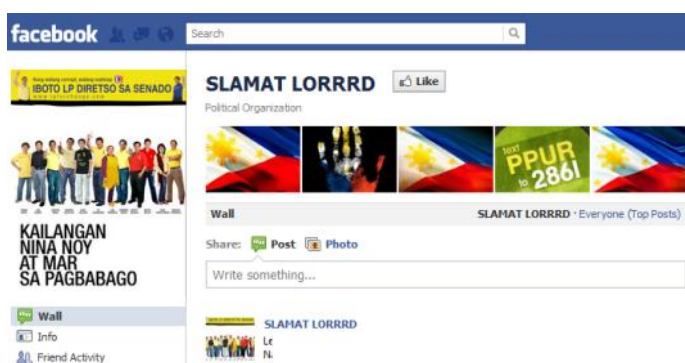 facebook
Search
IBOTO LP DIRETSO SA SENADO
KAILANGAN
NINA NOY
AT MAR
SA PAGBABAGO
Wall
Info
Friend Activity
SLAMAT LORRRD
Like
Political Organization
text
PPUR
to 2861
Wall
SLAMAT LORRRD · Everyone (Top Posts)
Share: Post Photo
Write something...
SLAMAT LORRRD